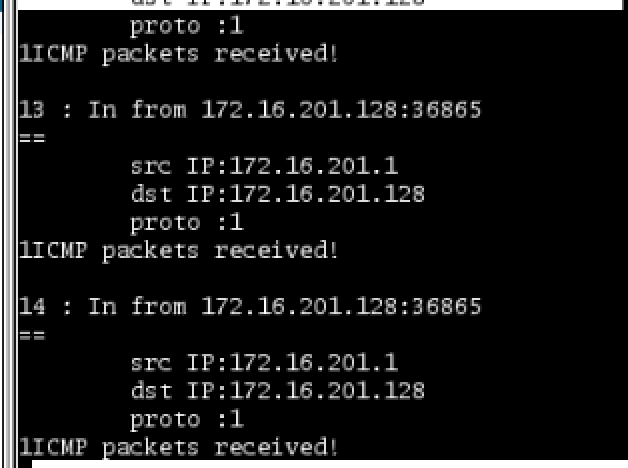 dst IP:172.16.201.128
proto :1
1ICMP packets received!
13 : In from 172.16.201.128:36865
==
src IP:172.16.201.1
dst IP:172.16.201.128
proto :1
1ICMP packets received!
14 : In from 172.16.201.128:36865
==
src IP:172.16.201.1
dst IP:172.16.201.128
proto :1
1ICMP packets received!